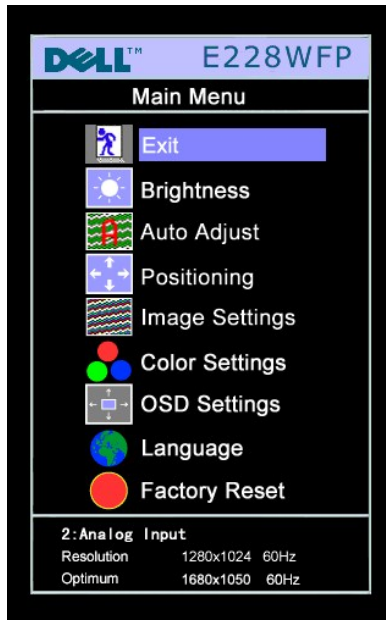 DELL™ E228WFP
Main Menu
Exit
Brightness
Auto Adjust
Positioning
Image Settings
Color Settings
OSD Settings
Language
Factory Reset
2:Analog Input
Resolution 1280x1024 60Hz
Optimum 1680x1050 60Hz